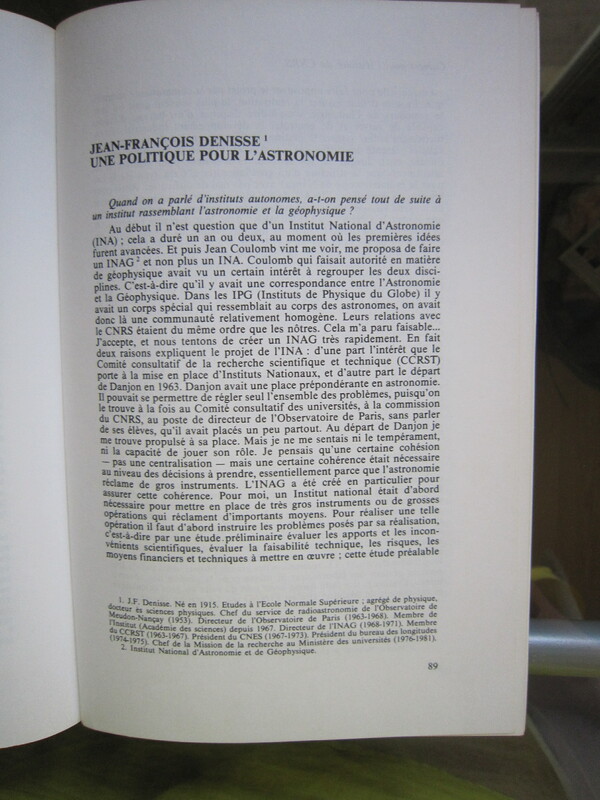 JEAN-FRANÇOIS DENISSE 1
UNE POLITIQUE POUR L'ASTRONOMIE
Quand on a parlé d'instituts autonomes, a-t-on pensé tout de suite à
un institut rassemblant l'astronomie et la géophysique ?
Au début il n'est question que d'un Institut National d'Astronomie
(INA) ; cela a duré un an ou deux, au moment où les premières idées
furent avancées. Et puis Jean Coulomb vint me voir, me proposa de faire
un INAG 2 et non plus un INA. Coulomb qui faisait autorité en matière
de géophysique avait vu un certain intérêt à regrouper les deux disci-
plines. C'est-à-dire qu'il y avait une correspondance entre l'Astronomie
et la Géophysique. Dans les IPG (Instituts de Physique du Globe) il y
avait un corps spécial qui ressemblait au corps des astronomes, on avait
donc là une communauté relativement homogène. Leurs relations avec
le CNRS étaient du même ordre que les nôtres. Cela m'a paru faisable...
J'accepte, et nous tentons de créer un INAG très rapidement. En fait
deux raisons expliquent le projet de l'INA : d'une part l'intérêt que le
Comité consultatif de la recherche scientifique et technique (CCRST)
porte à la mise en place d'Instituts Nationaux, et d'autre part le départ
de Danjon en 1963. Danjon avait une place prépondérante en astronomie.
Il pouvait se permettre de régler seul l'ensemble des problèmes, puisqu'on
le trouve à la fois au Comité consultatif des universités, à la commission
du CNRS, au poste de directeur de l'Observatoire de Paris, sans parler
de ses élèves, qu'il avait placés un peu partout. Au départ de Danjon je
me trouve propulsé à sa place. Mais je ne me sentais ni le tempérament,
ni la capacité de jouer son rôle. Je pensais qu'une certaine cohésion
— pas une centralisation — mais une certaine cohérence était nécessaire
au niveau des décisions à prendre, essentiellement parce que l'astronomie
réclame de gros instruments. L'INAG a été créé en particulier pour
assurer cette cohérence. Pour moi, un Institut national était d'abord
nécessaire pour mettre en place de très gros instruments ou de grosses
opérations qui réclament d'importants moyens. Pour réaliser une telle
opération il faut d'abord instruire les problèmes posés par sa réalisation,
c'est-à-dire par une étude préliminaire évaluer les apports et les incon-
vénients scientifiques, évaluer la faisabilité technique, les risques, les
moyens financiers et techniques à mettre en œuvre ; cette étude préalable
1. J.F. Denisse. Né en 1915. Etudes à l'Ecole Normale Supérieure ; agrégé de physique,
docteur ès sciences physiques. Chef du service de radioastronomie de l'Observatoire de
Meudon-Nançay (1953). Directeur de l'Observatoire de Paris (1963-1968). Membre de
l'Institut (Académie des sciences) depuis 1967. Directeur de l'INAG (1968-1971). Membre
du CCRST (1963-1967). Président du CNES (1967-1973). Président du bureau des longitudes
(1974-1975). Chef de la Mission de la recherche au Ministère des universités (1976-1981).
2. Institut National d'Astronomie et de Géophysique.
89